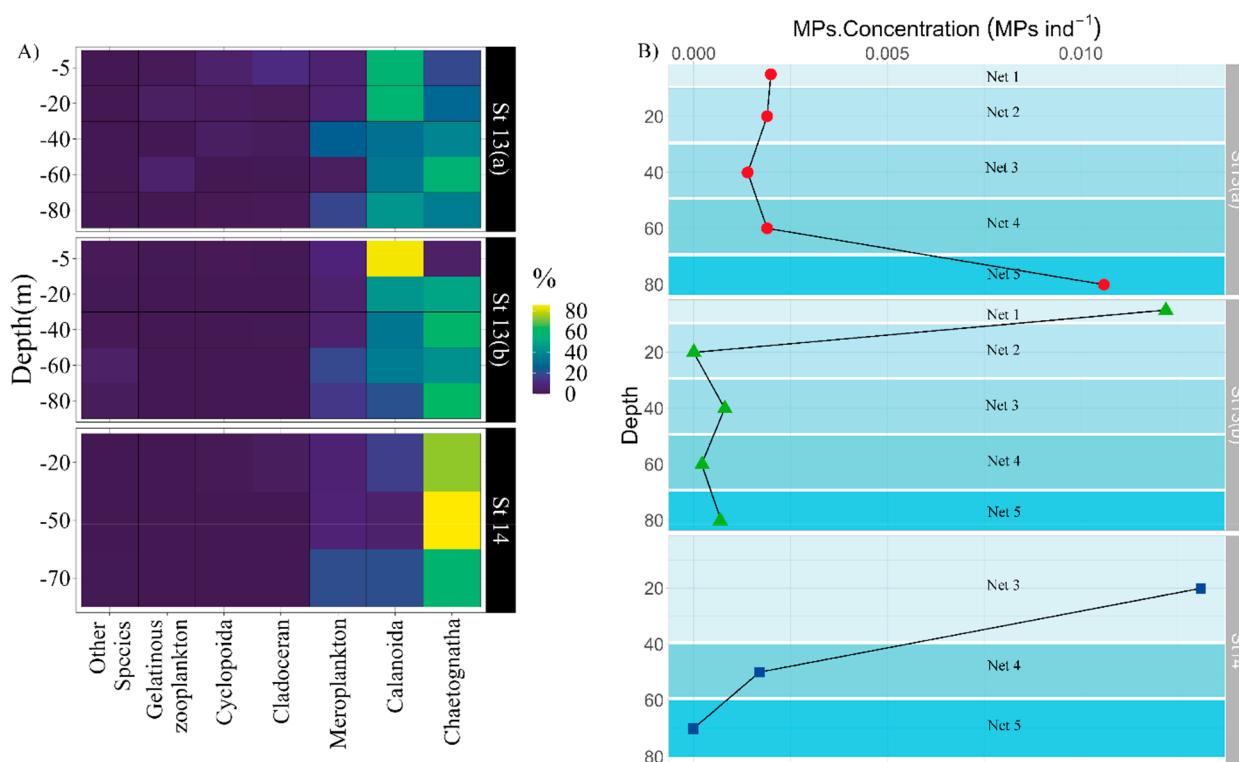 A)
-5
-20
-40
-60
-80
St 13(a)
-5
-20
-40
-60
-80
St 13(b)
-20
-50
-70
St 14
Depth(m)
Other
Species
Gelatinous
zooplankton
Cyclopoida
Cladoceran
Meroplankton
Calanoida
Chaetognatha
%
80
60
40
20
0
B)
MPs.Concentration (MPs ind⁻¹)
0.000 0.005 0.010
Depth
Net 1
20 Net 2
40 Net 3
60 Net 4
80 Net 5
Net 1
20 Net 2
40 Net 3
60 Net 4
80 Net 5
20 Net 3
40
Net 4
60
Net 5
80